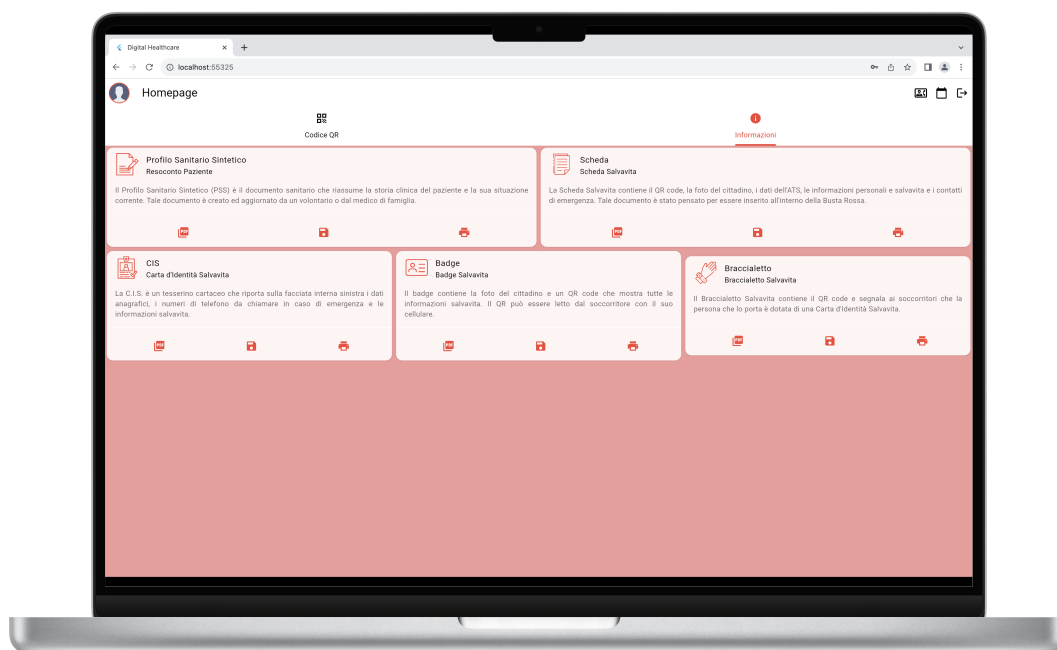 Digital Healthcare
localhost:55325
Homepage
Codice QR
Informazioni
Profilo Sanitario Sintetico
Resoconto Paziente
Il Profilo Sanitario Sintetico (PSS) è il documento sanitario che riassume la storia clinica del paziente e la sua situazione
corrente. Tale documento è creato ed aggiornato da un volontario o dal medico di famiglia.
PDF
Scheda
Scheda Salvavita
La Scheda Salvavita contiene il QR code, la foto del cittadino, i dati dell'ATS, le informazioni personali e salvavita e i contatti
di emergenza. Tale documento è stato pensato per essere inserito all'interno della Busta Rossa.
PDF
CIS
Carta d'Identità Salvavita
La C.I.S. è un tesserino cartaceo che riporta sulla facciata interna sinistra i dati
anagrafici, i numeri di telefono da chiamare in caso di emergenza e le
informazioni salvavita.
PDF
Badge
Badge Salvavita
Il badge contiene la foto del cittadino e un QR code che mostra tutte le
informazioni salvavita. Il QR può essere letto dal soccorritore con il suo
cellulare.
PDF
Braccialetto
Braccialetto Salvavita
Il Braccialetto Salvavita contiene il QR code e segnala ai soccorritori che la
persona che lo porta è dotata di una Carta d'Identità Salvavita.
PDF